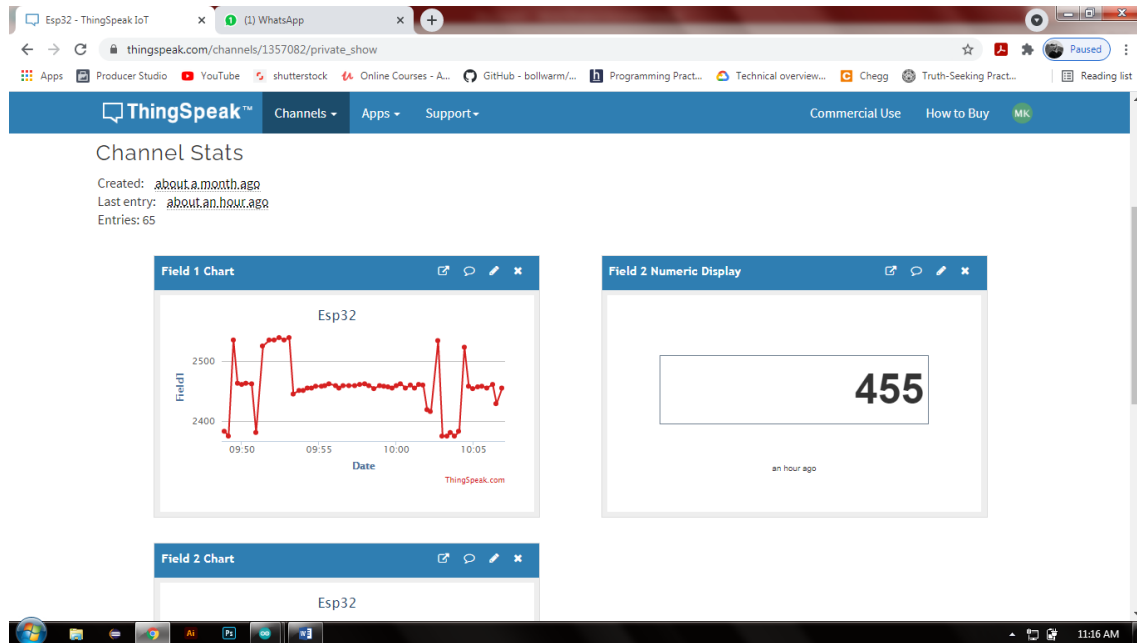 Esp32 - ThingSpeak IoT
(1) WhatsApp
thingspeak.com/channels/1357082/private_show
Paused
Apps
Producer Studio
YouTube
shutterstock
Online Courses - A...
GitHub - bollwarm/...
Programming Pract...
Technical overview...
Chegg
Truth-Seeking Pract...
Reading list
ThingSpeak™
Channels
Apps
Support
Commercial Use
How to Buy
MK
Channel Stats
Created: about a month ago
Last entry: about an hour ago
Entries: 65
Field 1 Chart
Esp32
Field1
2500
2400
09:50 09:55 10:00 10:05
Date
ThingSpeak.com
Field 2 Numeric Display
455
an hour ago
Field 2 Chart
Esp32
Ai
Ps
11:16 AM